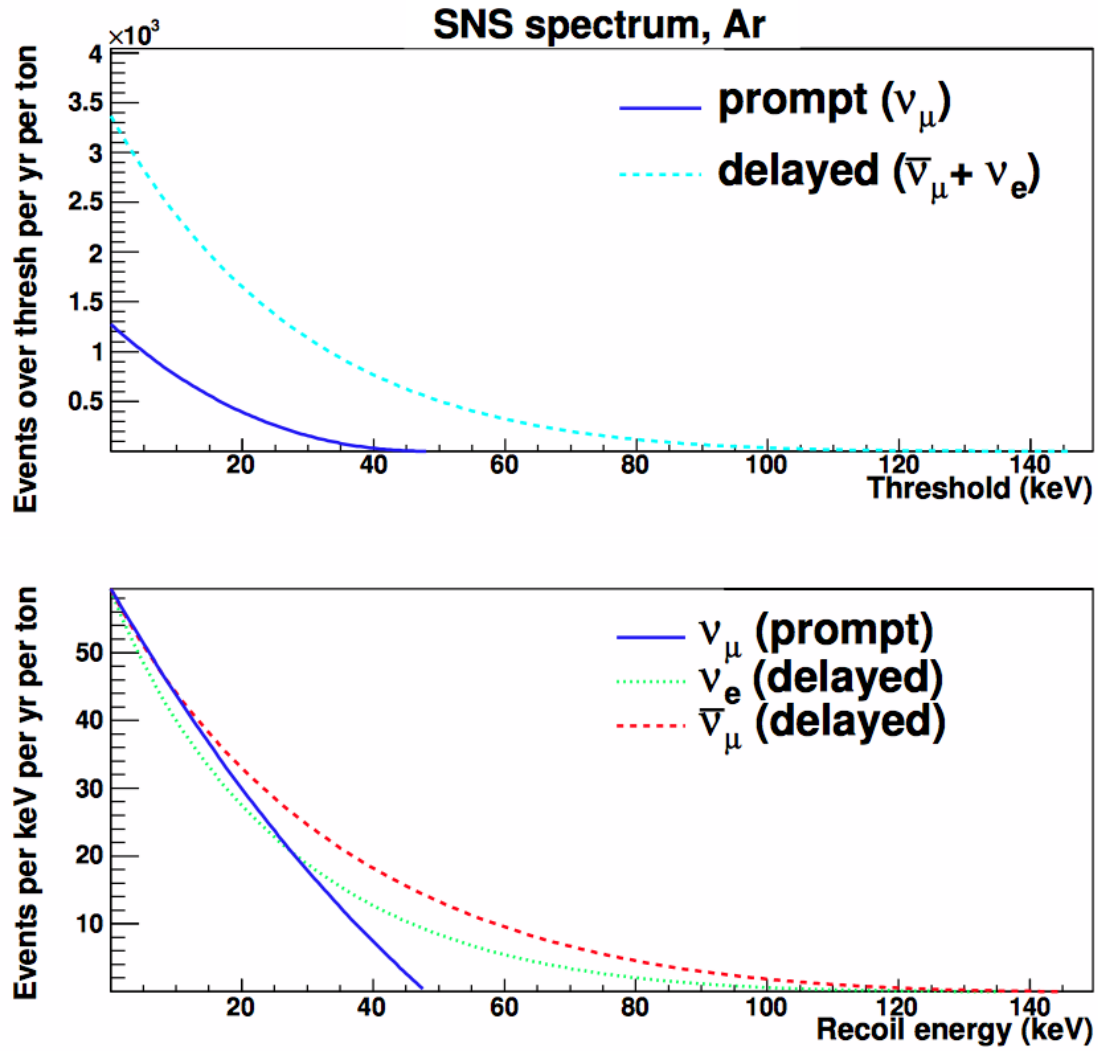 SNS spectrum, Ar
×10³
Events over thresh per yr per ton
4
3.5
3
2.5
2
1.5
1
0.5
prompt (νμ)
delayed (ν̅μ+ νe)
20 40 60 80 100 120 140
Threshold (keV)
Events per keV per yr per ton
50
40
30
20
10
νμ (prompt)
νe (delayed)
ν̅μ (delayed)
20 40 60 80 100 120 140
Recoil energy (keV)